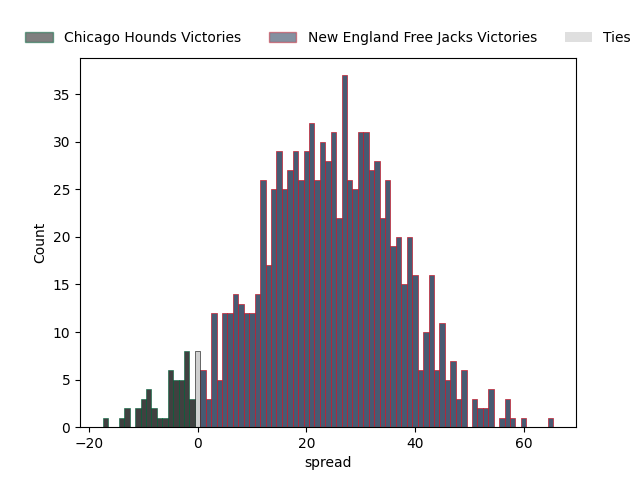 Chicago Hounds Victories New England Free Jacks Victories Ties
35
30
25
20
15
10
5
0
Count
−20 0 20 40 60
spread